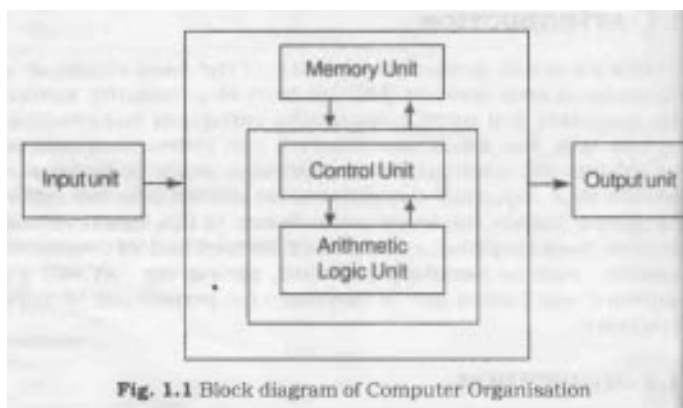 Memory Unit
Input unit
Control Unit
Output unit
Arithmetic
Logic Unit
Fig. 1.1 Block diagram of Computer Organisation